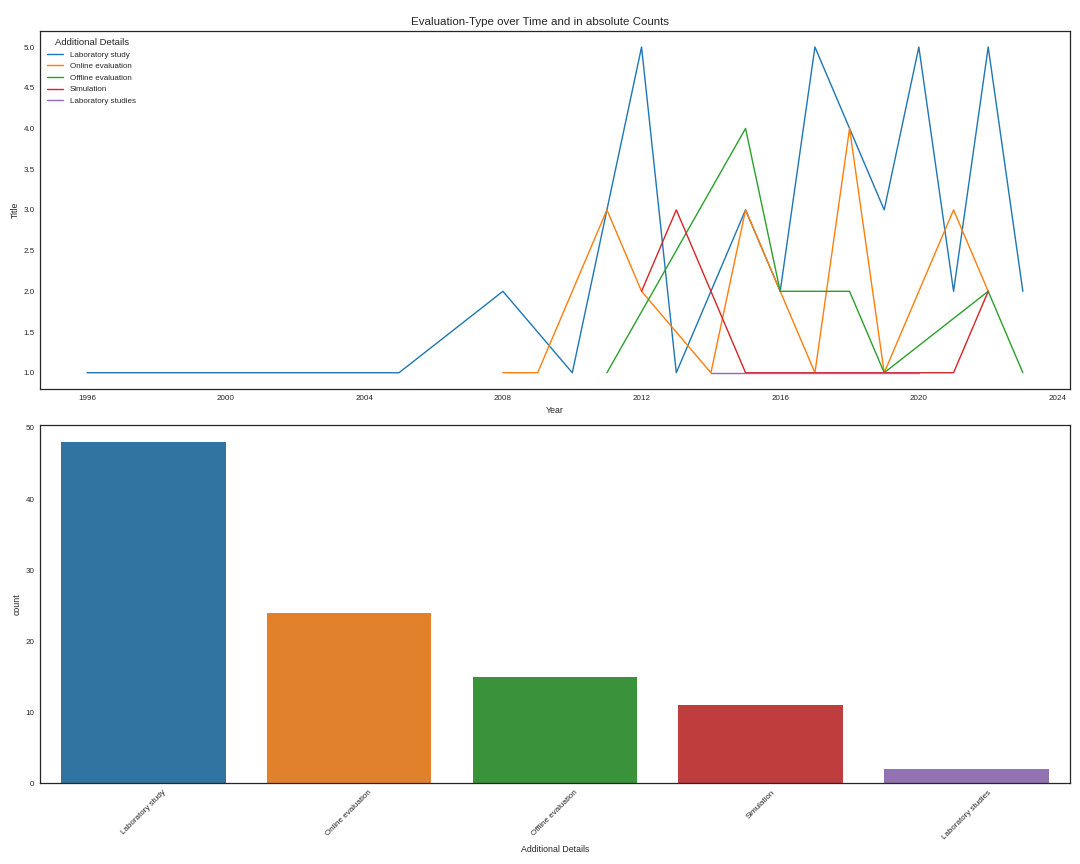 Evaluation-Type over Time and in absolute Counts
Additional Details
Laboratory study
Online evaluation
Offline evaluation
Simulation
Laboratory studies
5.0
4.5
4.0
3.5
3.0
2.5
2.0
1.5
1.0
Title
1996 2000 2004 2008 2012 2016 2020 2024
Year
50
40
30
20
10
0
count
Laboratory study
Online evaluation
Offline evaluation
Simulation
Laboratory studies
Additional Details